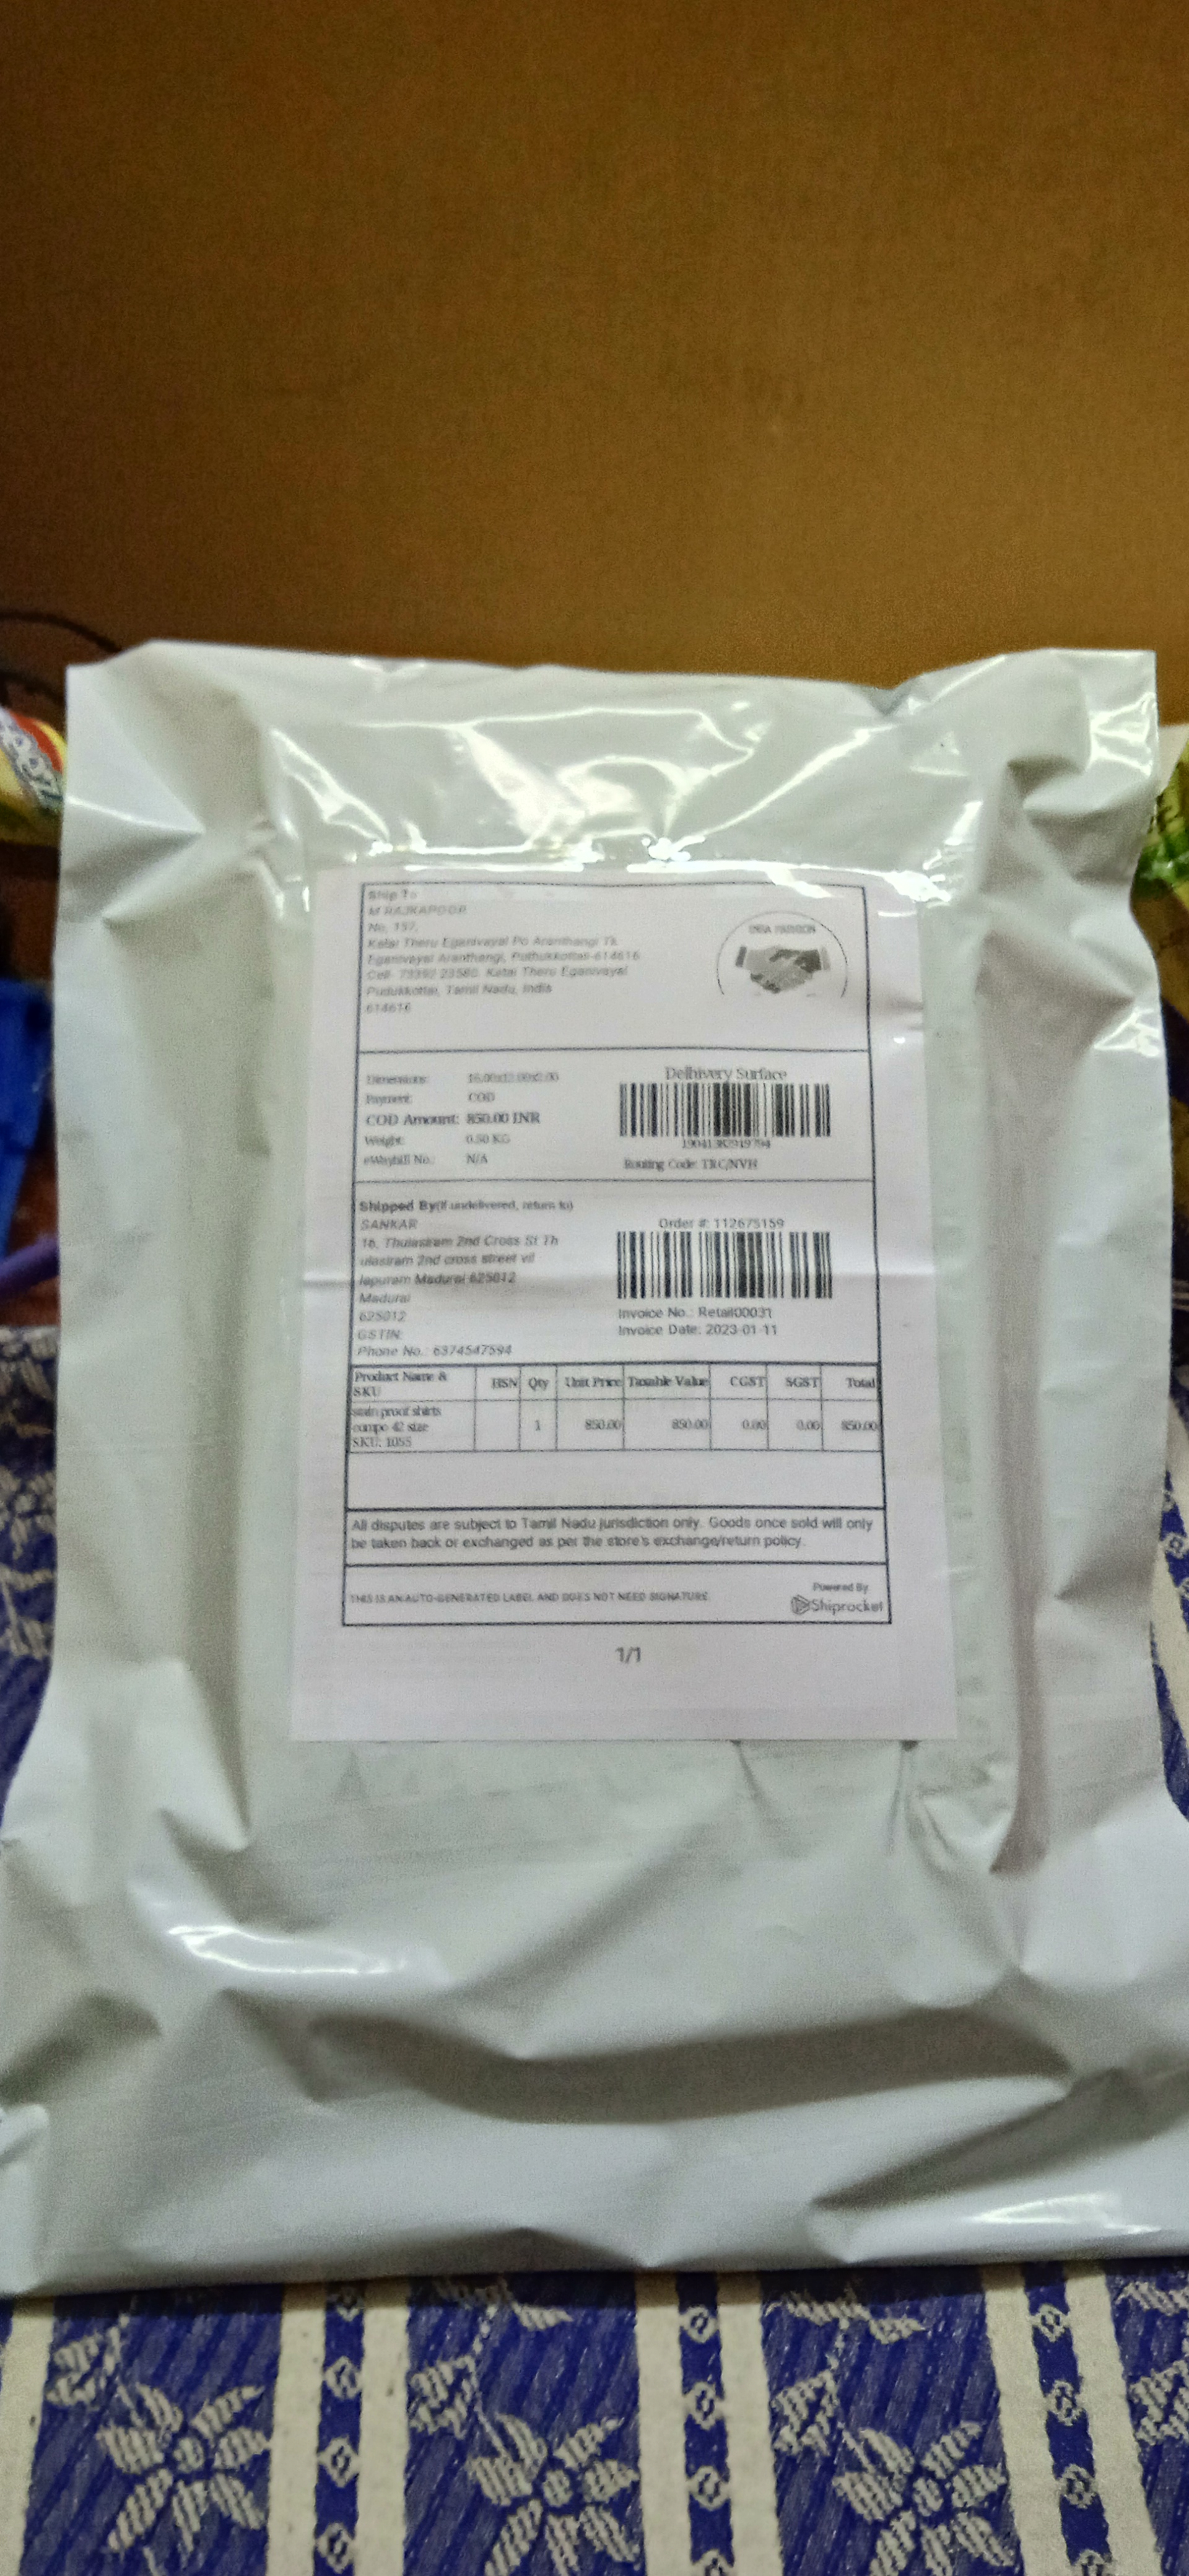 Ship To
M RAJKAPOOR
No, 157,
Kalai Theru Eganivayal Po Aranthangi Tk
Eganivayal Aranthangi, Puthukkottai-614616
Cell- 73392 23580. Kalai Theru Eganivayal
Pudukkottai, Tamil Nadu, India
614616
FASHION
Dimensions:
Payment: COD
COD Amount: 850.00 INR
Weight: 0.50 KG
eWaybill No.: N/A
Delhivery Surface
Routing Code: TRC/NVH
Shipped By(If undelivered, return to)
SANKAR
16, Thulasiram 2nd Cross St Th
ulasiram 2nd cross street vil
lapuram Madurai 625012
Madurai
625012
GSTIN:
Phone No.: 6374547594
Order #: 112675159
Invoice No.: Retail00031
Invoice Date: 2023-01-11
Product Name & SKU HSN Qty Unit Price Taxable Value CGST SGST Total
stain proof shirts
compo 42 size
SKU: 1055
1 850.00 850.00 0.00 0.00 850.00
All disputes are subject to Tamil Nadu jurisdiction only. Goods once sold will only
be taken back or exchanged as per the store's exchange/return policy.
THIS IS AN AUTO-GENERATED LABEL AND DOES NOT NEED SIGNATURE.
Powered By
Shiprocket
1/1